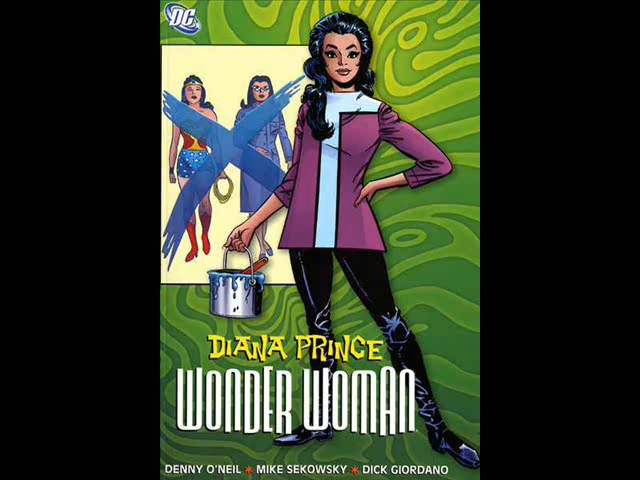 DC
DIANA PRINCE
WONDER WOMAN
DENNY O'NEIL * MIKE SEKOWSKY * DICK GIORDANO